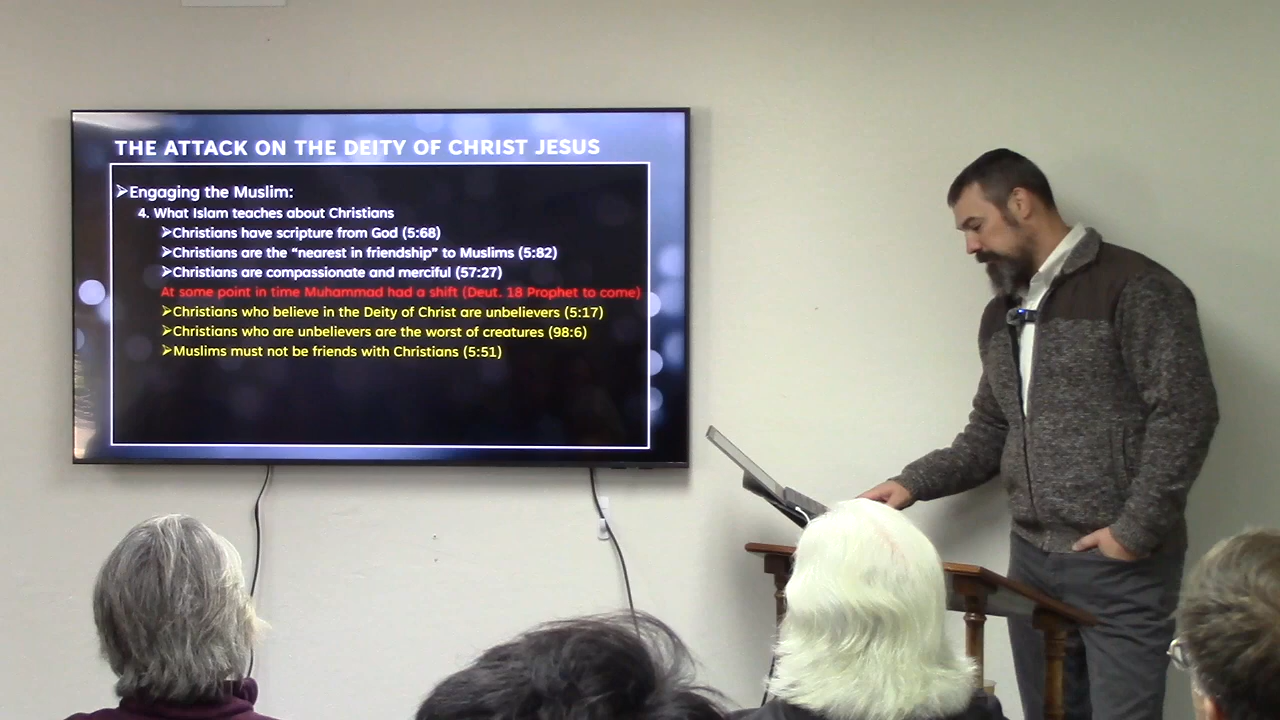 THE ATTACK ON THE DEITY OF CHRIST JESUS
➢Engaging the Muslim:
4. What Islam teaches about Christians
➢Christians have scripture from God (5:68)
➢Christians are the “nearest in friendship” to Muslims (5:82)
➢Christians are compassionate and merciful (57:27)
At some point in time Muhammad had a shift (Deut. 18 Prophet to come)
➢Christians who believe in the Deity of Christ are unbelievers (5:17)
➢Christians who are unbelievers are the worst of creatures (98:6)
➢Muslims must not be friends with Christians (5:51)